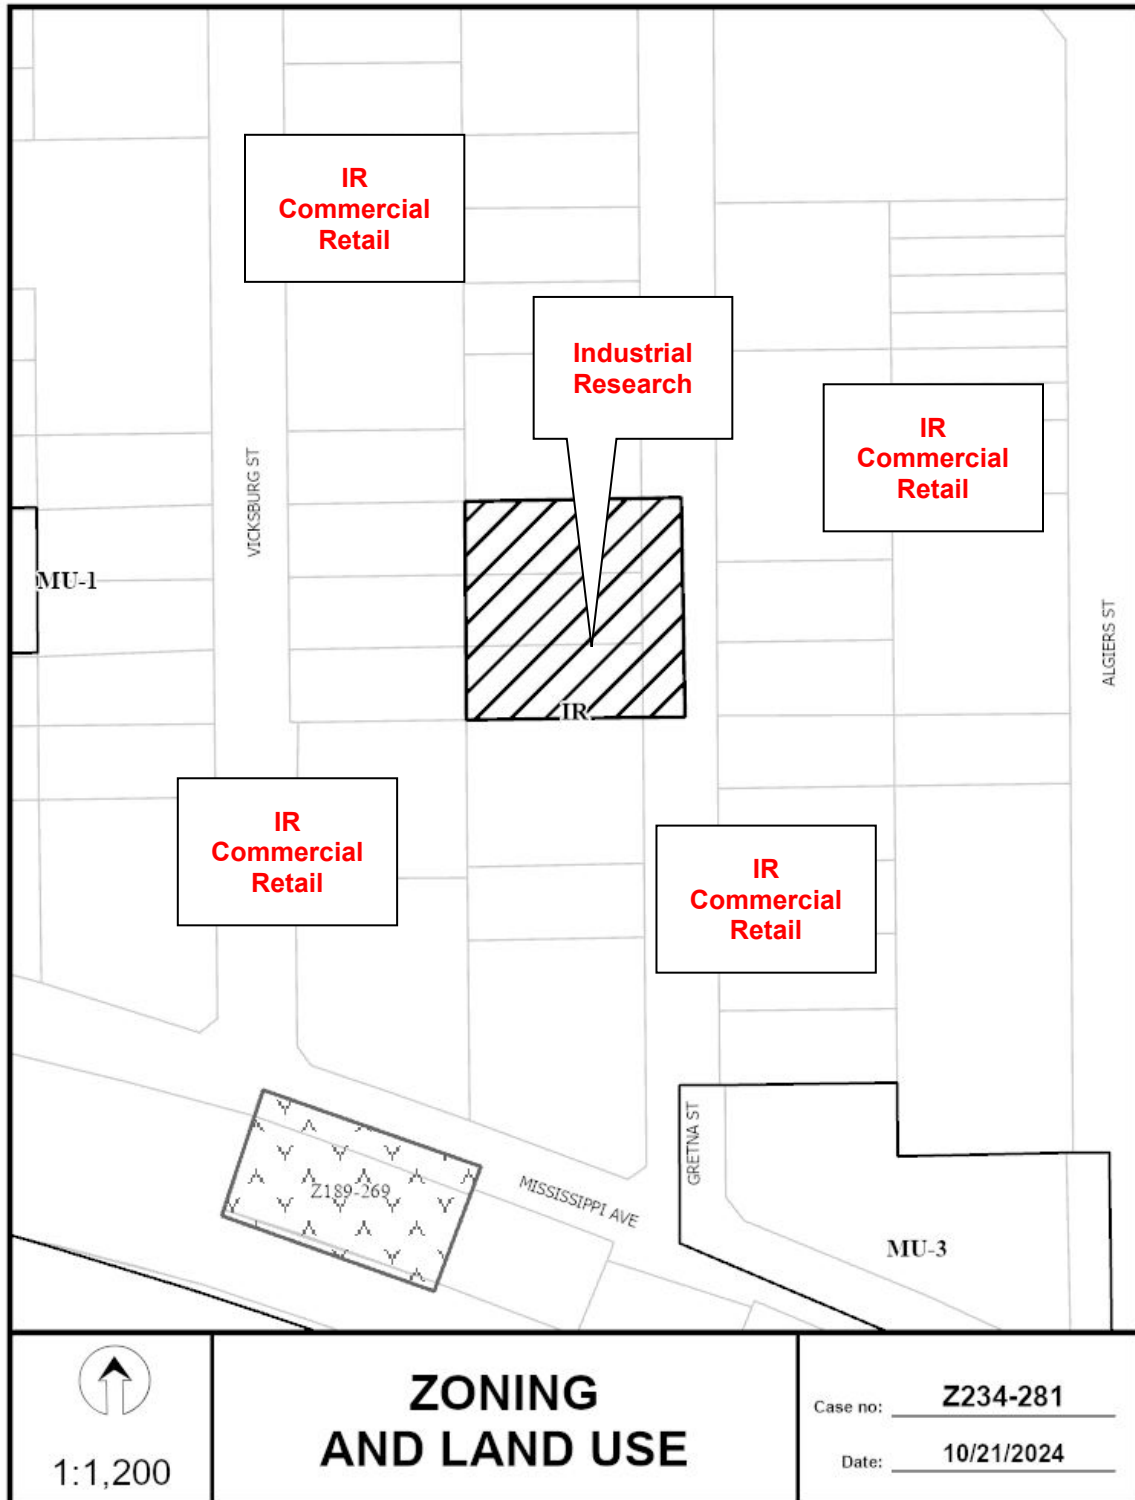 IR
Commercial
Retail
Industrial
Research
IR
Commercial
Retail
VICKSBURG ST
MU-1
ALGIERS ST
IR
IR
Commercial
Retail
IR
Commercial
Retail
GRETNA ST
Z189-269
MISSISSIPPI AVE
MU-3
1:1,200
ZONING
AND LAND USE
Case no: Z234-281
Date: 10/21/2024